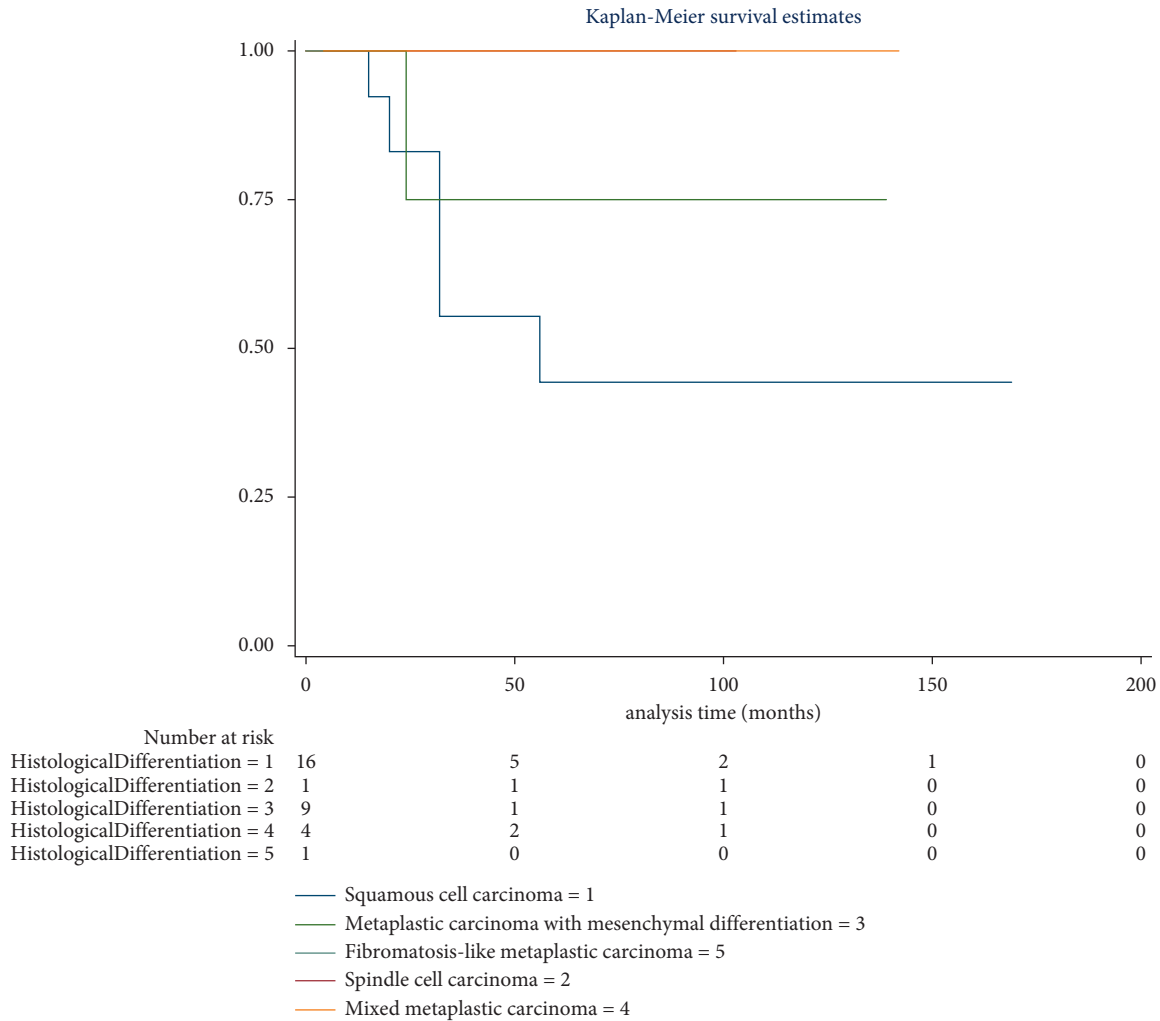 Kaplan-Meier survival estimates
1.00
0.75
0.50
0.25
0.00
0 50 100 150 200
analysis time (months)
Number at risk
HistologicalDifferentiation = 1 16 5 2 1 0
HistologicalDifferentiation = 2 1 1 1 0 0
HistologicalDifferentiation = 3 9 1 1 0 0
HistologicalDifferentiation = 4 4 2 1 0 0
HistologicalDifferentiation = 5 1 0 0 0 0
Squamous cell carcinoma = 1
Metaplastic carcinoma with mesenchymal differentiation = 3
Fibromatosis-like metaplastic carcinoma = 5
Spindle cell carcinoma = 2
Mixed metaplastic carcinoma = 4